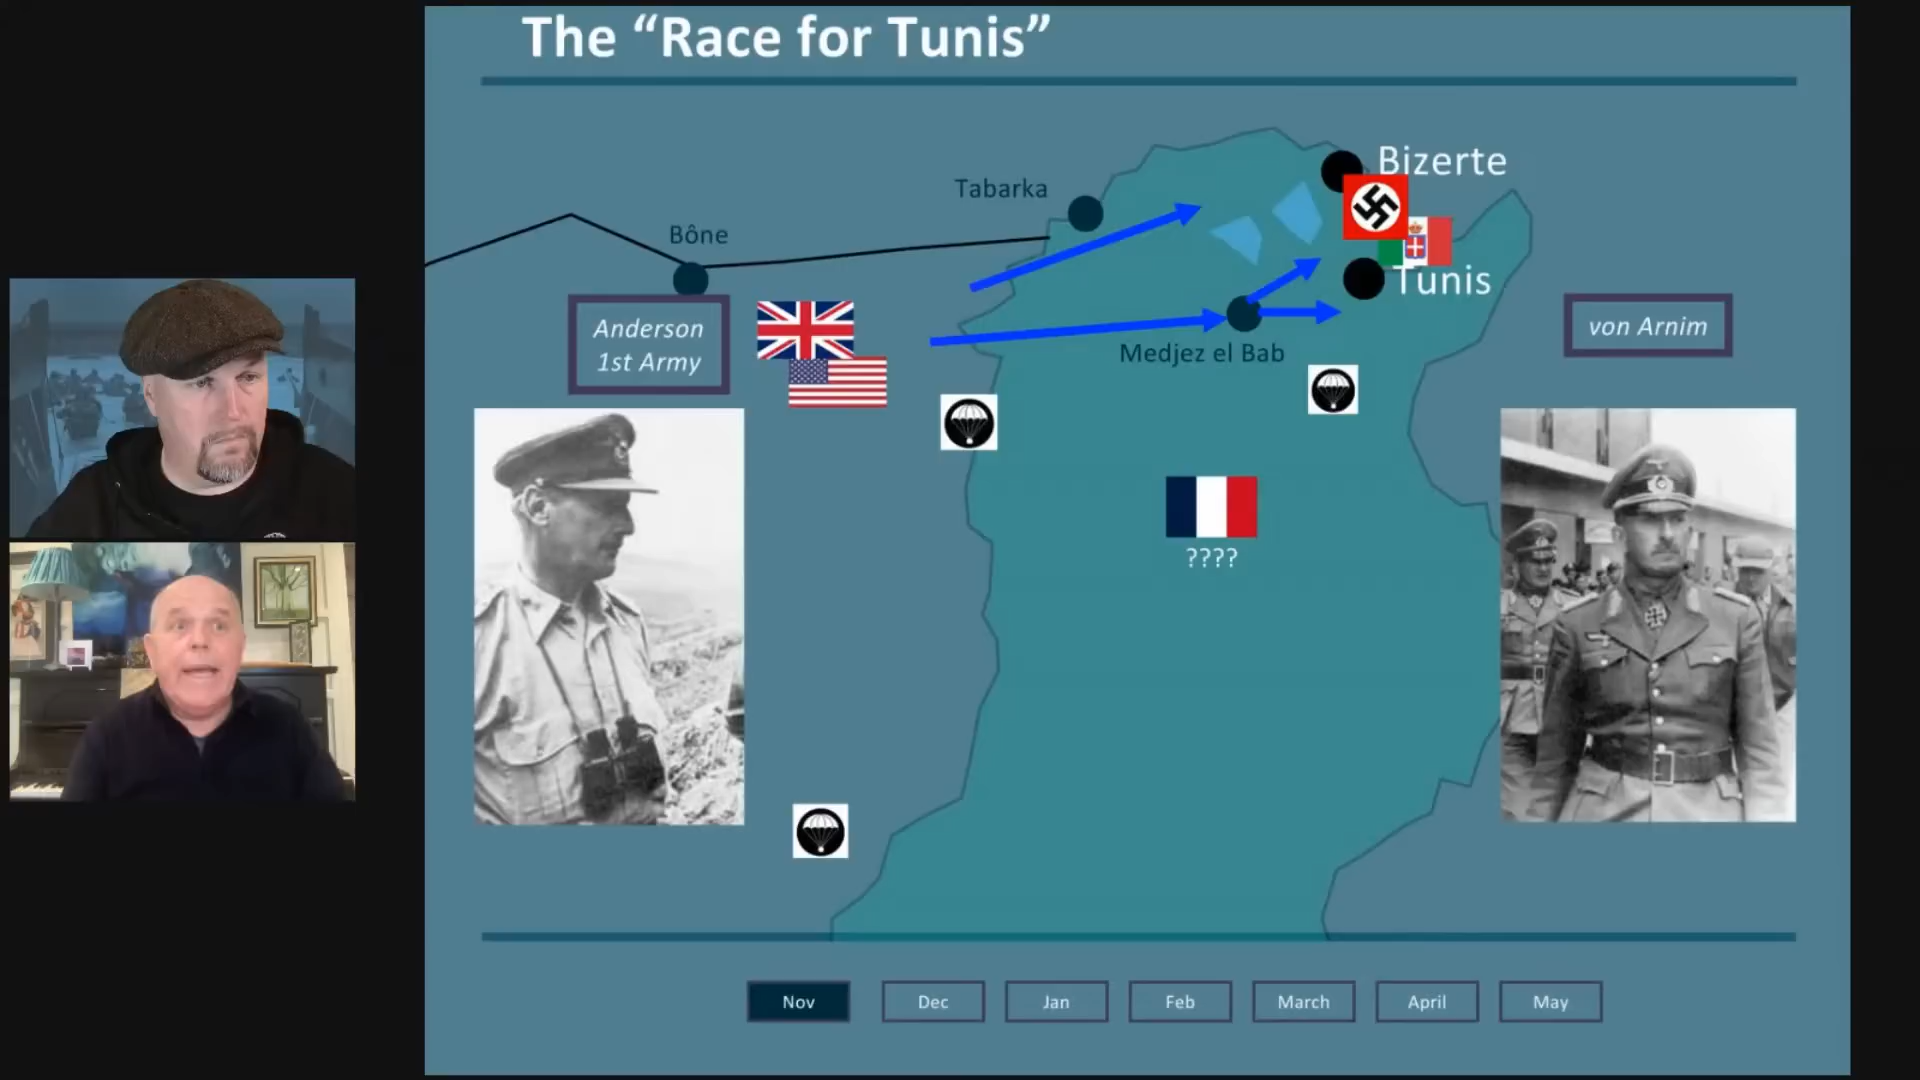 The “Race for Tunis”
Bizerte
Tabarka
Bône
Tunis
Anderson
1st Army
von Arnim
Medjez el Bab
????
Nov
Dec
Jan
Feb
March
April
May